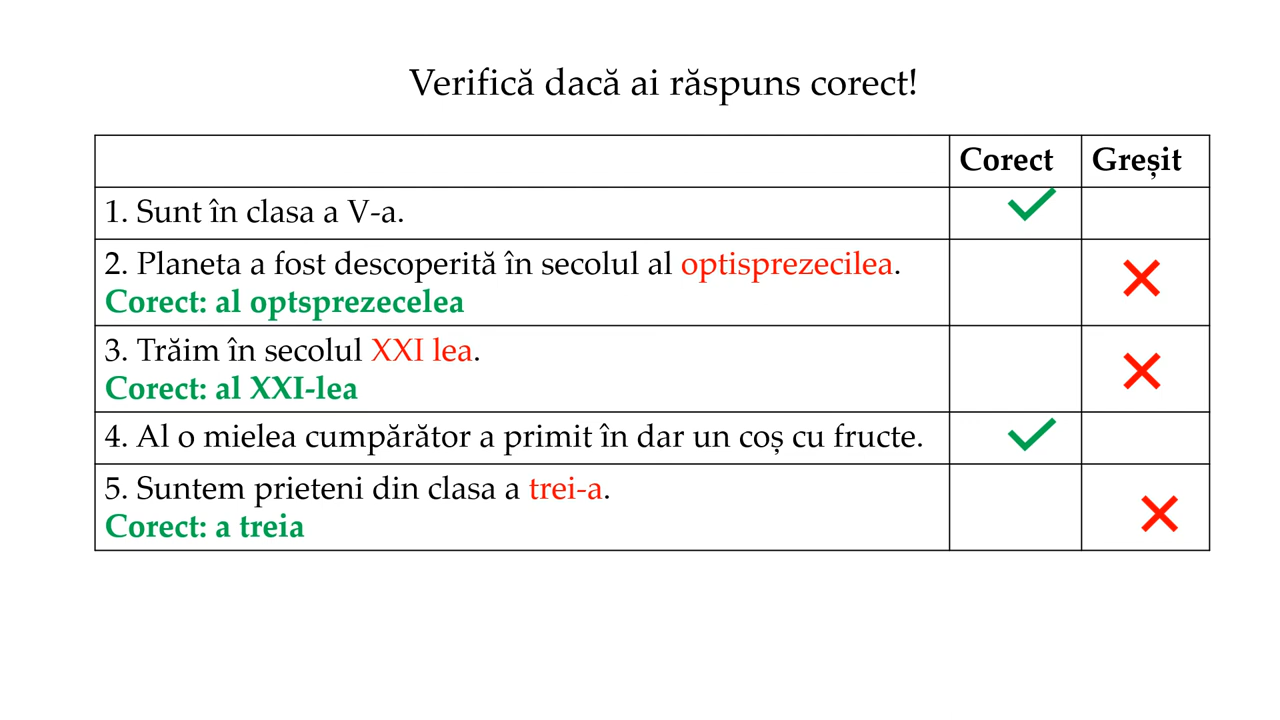 Verifică dacă ai răspuns corect!
Corect Greșit
1. Sunt în clasa a V-a.
2. Planeta a fost descoperită în secolul al optisprezecilea.
Corect: al optsprezecelea
3. Trăim în secolul XXI lea.
Corect: al XXI-lea
4. Al o mielea cumpărător a primit în dar un coș cu fructe.
5. Suntem prieteni din clasa a trei-a.
Corect: a treia